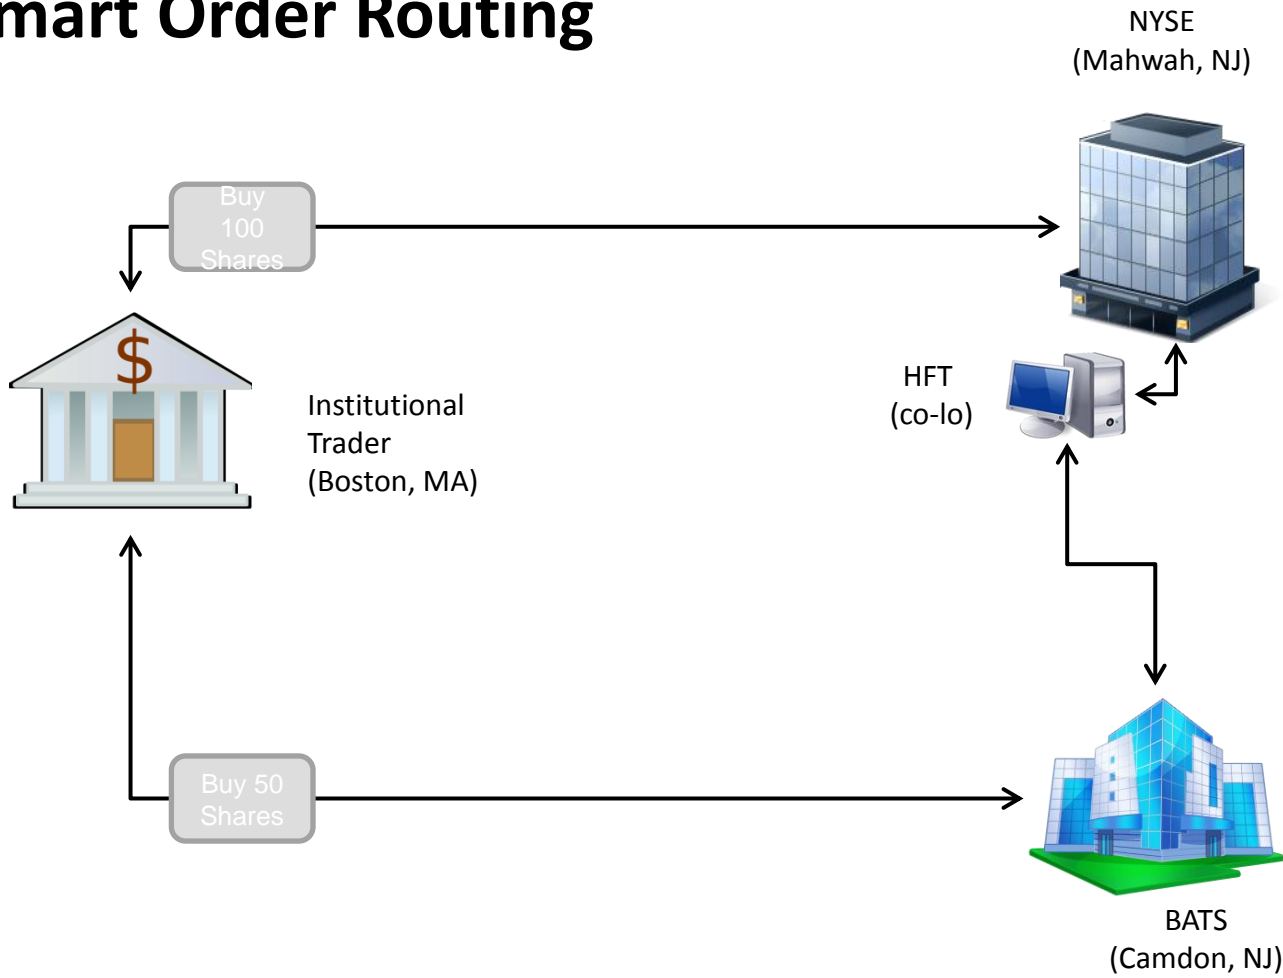 mart Order Routing
NYSE
(Mahwah, NJ)
Buy
100
Shares
$
Institutional
Trader
(Boston, MA)
HFT
(co-lo)
Buy 50
Shares
BATS
(Camdon, NJ)